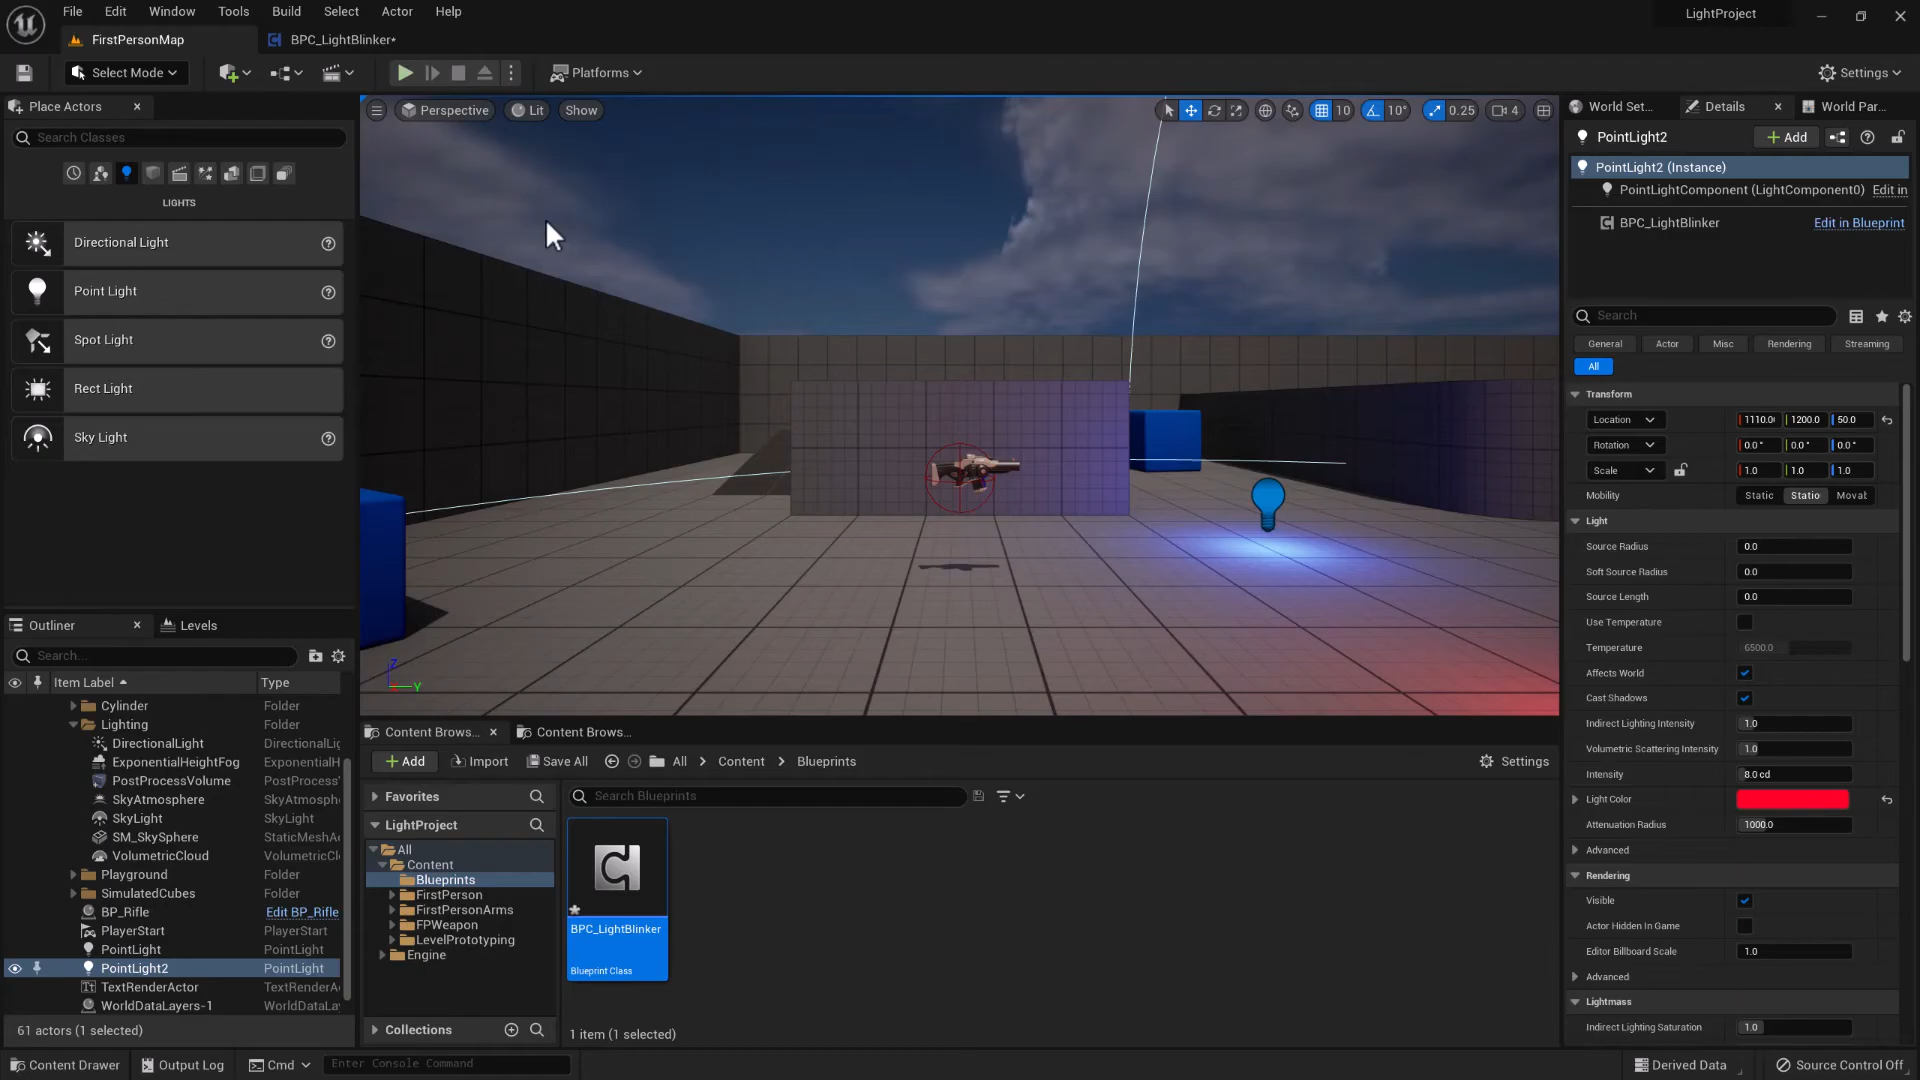 File Edit Window Tools Build Select Actor Help
LightProject
FirstPersonMap
BPC_LightBlinker*
Select Mode
Platforms
Settings
Place Actors
Search Classes
LIGHTS
Directional Light
Point Light
Spot Light
Rect Light
Sky Light
Perspective
Lit
Show
10
10°
0.25
4
Z
Y
World Set...
Details
World Par...
PointLight2
Add
PointLight2 (Instance)
PointLightComponent (LightComponent0) Edit in
BPC_LightBlinker Edit in Blueprint
Search
General Actor Misc Rendering Streaming
All
Transform
Location 1110.0 1200.0 50.0
Rotation 0.0° 0.0° 0.0°
Scale 1.0 1.0 1.0
Mobility Static Statio Movat
Light
Source Radius 0.0
Soft Source Radius 0.0
Source Length 0.0
Use Temperature
Temperature 6500.0
Affects World
Cast Shadows
Indirect Lighting Intensity 1.0
Volumetric Scattering Intensity 1.0
Intensity 8.0 cd
Light Color
Attenuation Radius 1000.0
Advanced
Rendering
Visible
Actor Hidden In Game
Editor Billboard Scale 1.0
Advanced
Lightmass
Indirect Lighting Saturation 1.0
Outliner
Levels
Search...
Item Label Type
Cylinder Folder
Lighting Folder
DirectionalLight DirectionalLig
ExponentialHeightFog ExponentialH
PostProcessVolume PostProcess
SkyAtmosphere SkyAtmosph
SkyLight SkyLight
SM_SkySphere StaticMeshA
VolumetricCloud VolumetricCl
Playground Folder
SimulatedCubes Folder
BP_Rifle Edit BP_Rifle
PlayerStart PlayerStart
PointLight PointLight
PointLight2 PointLight
TextRenderActor TextRenderA
WorldDataLayers-1 WorldDataLa
61 actors (1 selected)
Content Brows...
Content Brows...
Add
Import
Save All
All
Content
Blueprints
Settings
Favorites
Search Blueprints
LightProject
All
Content
Blueprints
FirstPerson
FirstPersonArms
FPWeapon
LevelPrototyping
Engine
Collections
BPC_LightBlinker
Blueprint Class
1 item (1 selected)
Content Drawer
Output Log
Cmd
Enter Console Command
Derived Data
Source Control Off